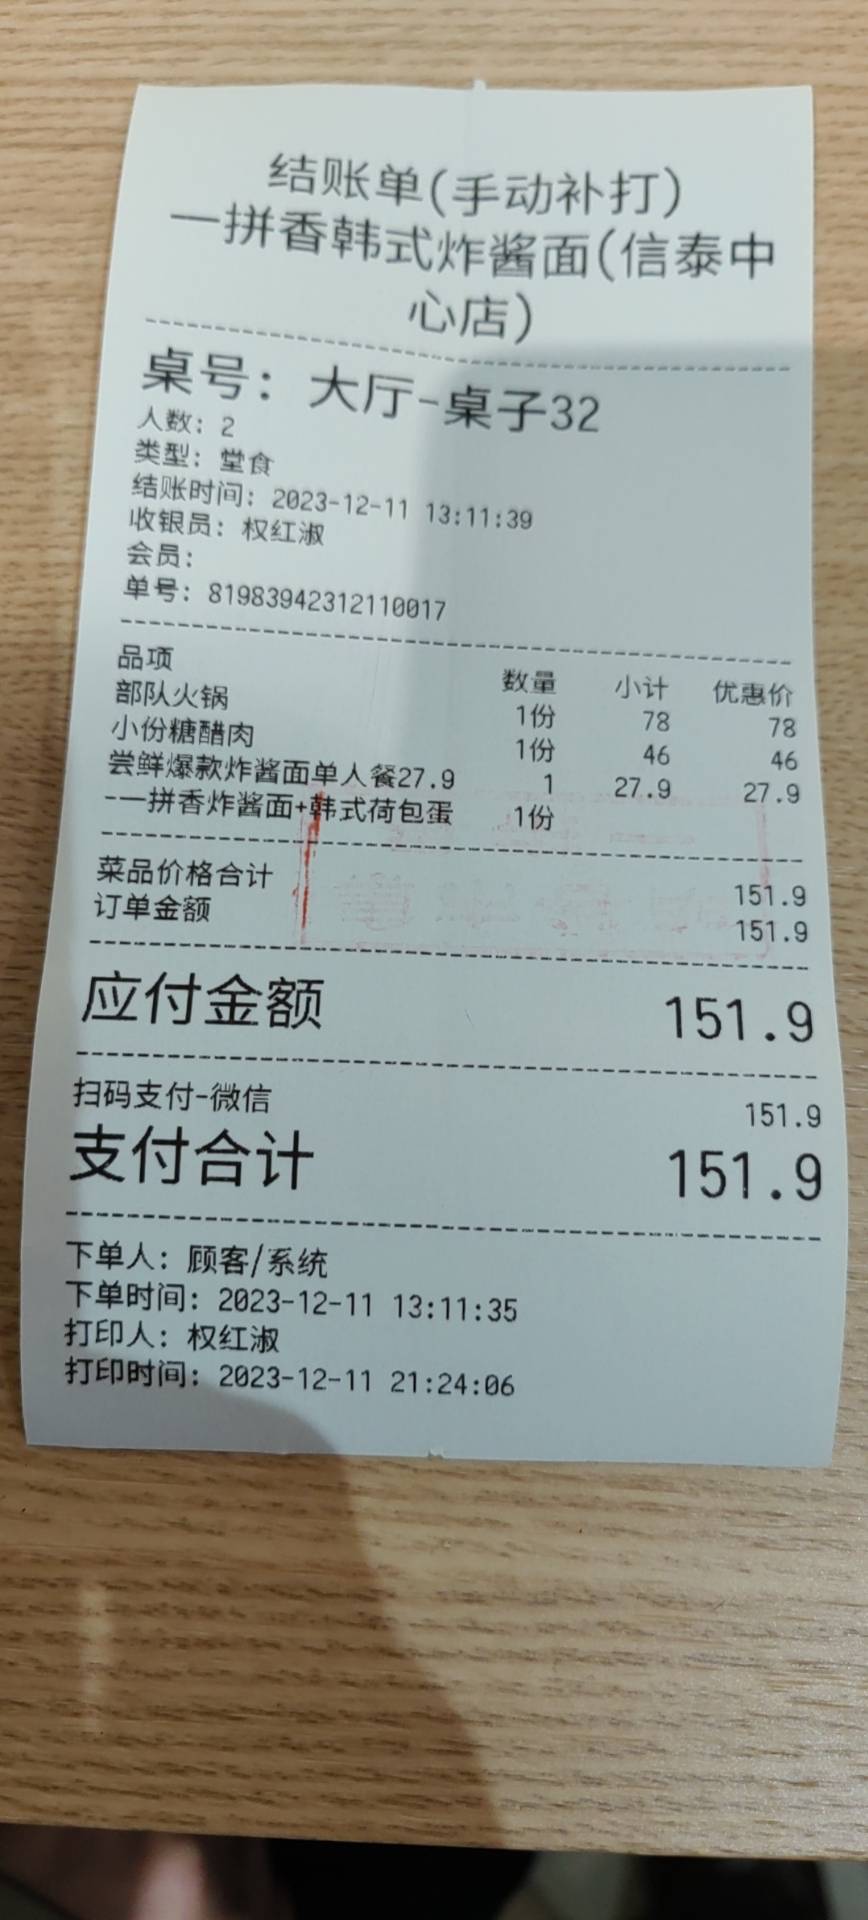 结账单(手动补打)
一拼香韩式炸酱面(信泰中
心店)
桌号: 大厅-桌子32
人数: 2
类型: 堂食
结账时间: 2023-12-11 13:11:39
收银员: 权红淑
会员:
单号: 81983942312110017
品项 数量 小计 优惠价
部队火锅 1份 78 78
小份糖醋肉 1份 46 46
尝鲜爆款炸酱面单人餐27.9 1 27.9 27.9
-一拼香炸酱面+韩式荷包蛋 1份
菜品价格合计 151.9
订单金额 151.9
应付金额 151.9
扫码支付-微信 151.9
支付合计 151.9
下单人: 顾客/系统
下单时间: 2023-12-11 13:11:35
打印人: 权红淑
打印时间: 2023-12-11 21:24:06